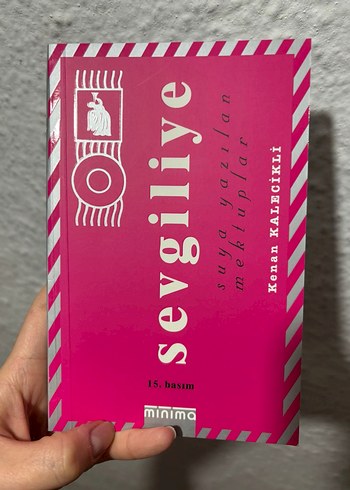 sevgiliye
suya yazılan
mektuplar
Kenan KALECİKLİ
15. basım
minima